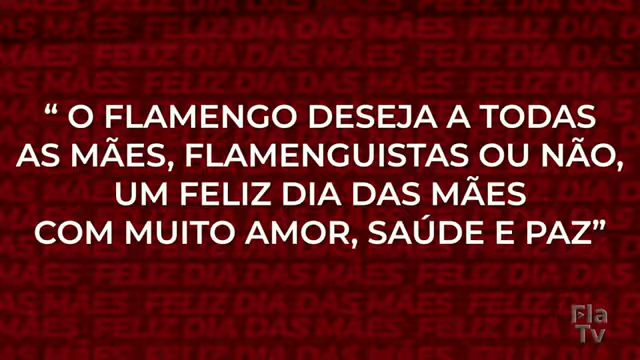 “ O FLAMENGO DESEJA A TODAS
AS MÃES, FLAMENGUISTAS OU NÃO,
UM FELIZ DIA DAS MÃES
COM MUITO AMOR, SAÚDE E PAZ”
Fla
Tv